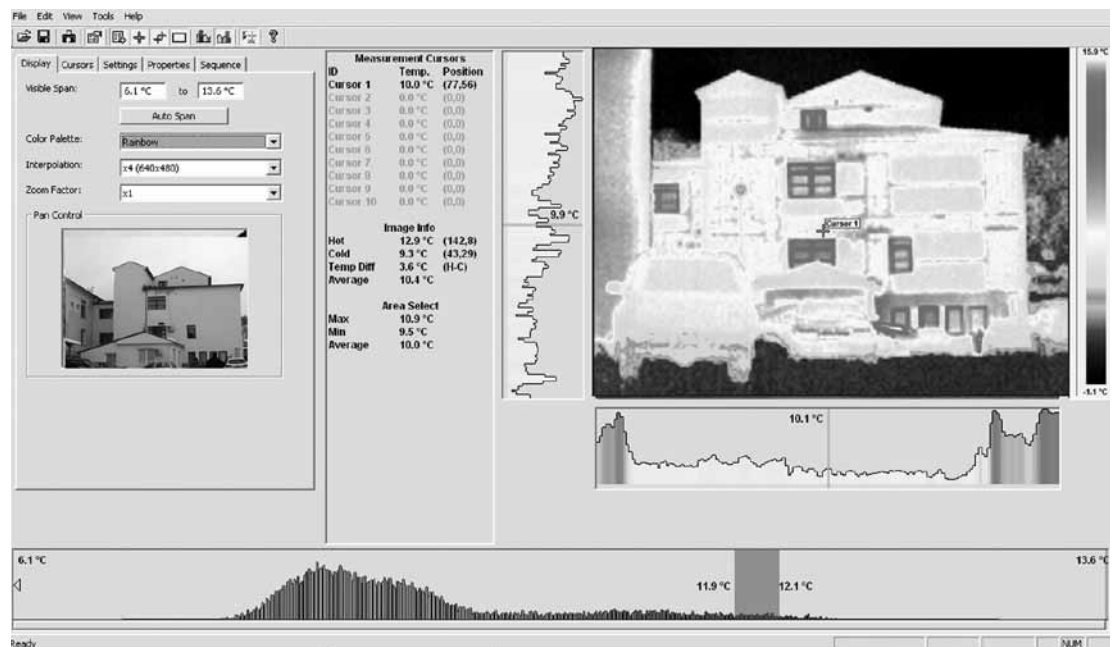 File Edit View Tools Help
Display Cursors Settings Properties Sequence
Visible Span: 6.1 °C to 13.6 °C
Auto Span
Color Palette: Rainbow
Interpolation: x4 (640x480)
Zoom Factor: x1
Pan Control
Measurement Cursors
ID Temp. Position
Cursor 1 10.0 °C (77,56)
Cursor 2 0.0 °C (0,0)
Cursor 3 0.0 °C (0,0)
Cursor 4 0.0 °C (0,0)
Cursor 5 0.0 °C (0,0)
Cursor 6 0.0 °C (0,0)
Cursor 7 0.0 °C (0,0)
Cursor 8 0.0 °C (0,0)
Cursor 9 0.0 °C (0,0)
Cursor 10 0.0 °C (0,0)
Image Info
Hot 12.9 °C (142,8)
Cold 9.3 °C (43,29)
Temp Diff 3.6 °C (H-C)
Average 10.4 °C
Area Select
Max 10.9 °C
Min 9.5 °C
Average 10.0 °C
9.9 °C
Cursor 1
15.9 °C
-1.1 °C
10.1 °C
6.1 °C
11.9 °C
12.1 °C
13.6 °C
Ready
NUM